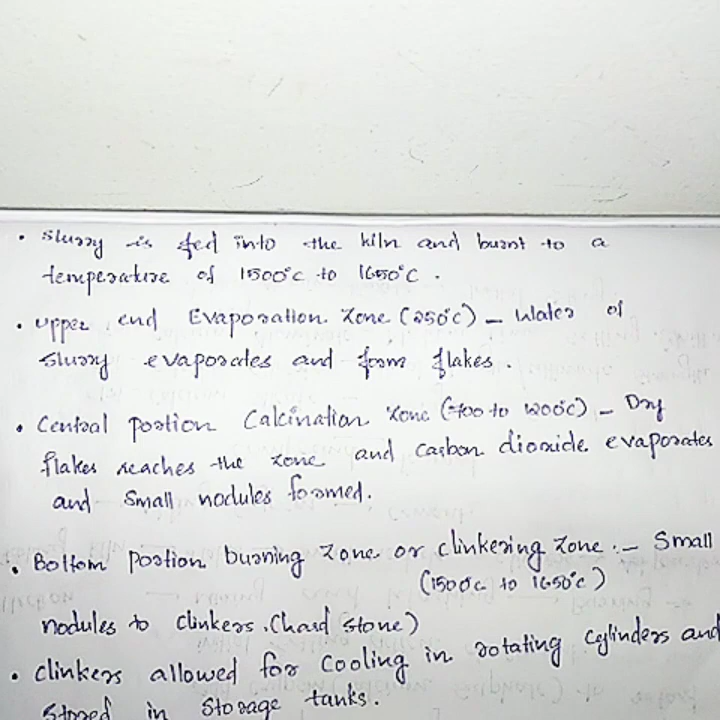 • Slurry is fed into the kiln and burnt to a
temperature of 1500°C to 1650°C .
• Upper end Evaporation Zone (250°C) – Water of
Slurry evaporates and form flakes .
• Central portion Calcination Zone (700 to 1200°C) – Dry
flakes reaches the zone and carbon dioxide evaporates
and small nodules formed.
• Bottom portion burning zone or clinkering zone :– Small
(1500°C to 1650°C)
nodules to clinkers . (hard stone)
• clinkers allowed for cooling in rotating cylinders and
stored in storage tanks.